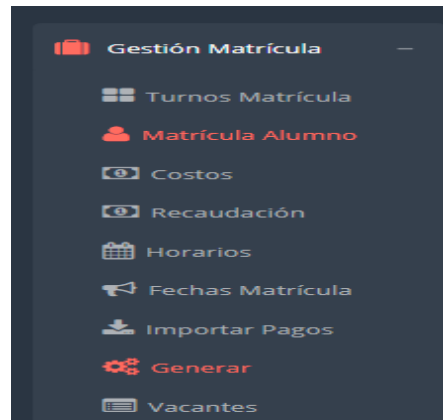 Gestión Matrícula
Turnos Matrícula
Matrícula Alumno
Costos
Recaudación
Horarios
Fechas Matrícula
Importar Pagos
Generar
Vacantes